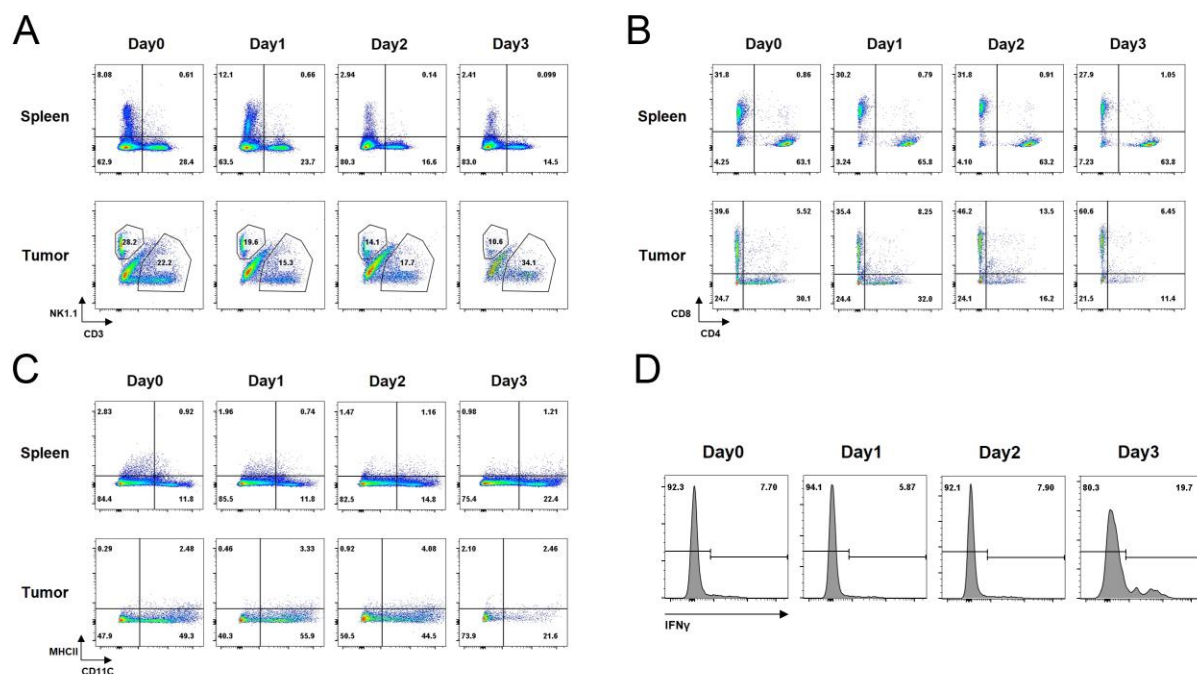 A
Day0 Day1 Day2 Day3
Spleen
8.08 0.61
62.9 28.4
12.1 0.66
63.5 23.7
2.94 0.14
80.3 16.6
2.41 0.099
83.0 14.5
Tumor
28.2 22.2
19.6 15.3
14.1 17.7
10.6 34.1
NK1.1
CD3
B
Day0 Day1 Day2 Day3
Spleen
31.8 0.86
4.25 63.1
30.2 0.79
3.24 65.8
31.8 0.91
4.10 63.2
27.9 1.05
7.23 63.8
Tumor
39.6 5.52
24.7 30.1
35.4 8.25
24.4 32.0
46.2 13.5
24.1 16.2
60.6 6.45
21.5 11.4
CD8
CD4
C
Day0 Day1 Day2 Day3
Spleen
2.83 0.92
84.4 11.8
1.96 0.74
85.5 11.8
1.47 1.16
82.5 14.8
0.98 1.21
75.4 22.4
Tumor
0.29 2.48
47.9 49.3
0.46 3.33
40.3 55.9
0.92 4.08
50.5 44.5
2.10 2.46
73.9 21.6
MHCII
CD11C
D
Day0 Day1 Day2 Day3
92.3 7.70
94.1 5.87
92.1 7.90
80.3 19.7
IFNγ